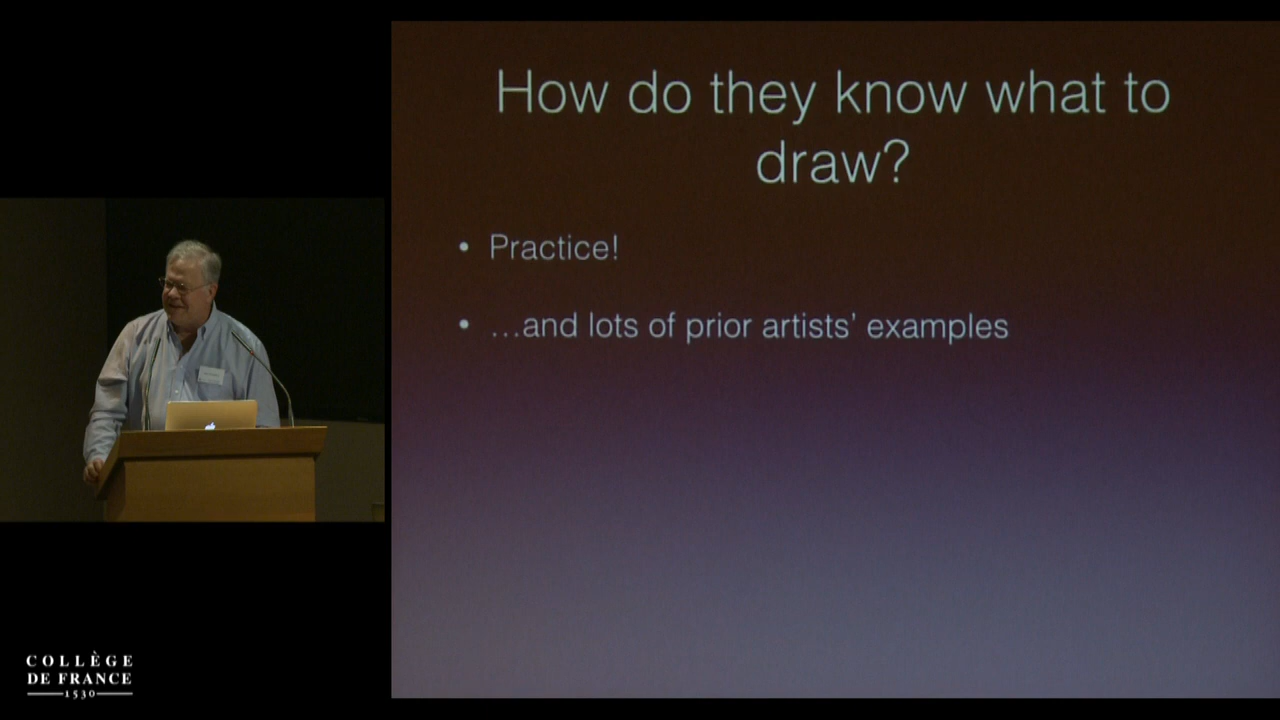 How do they know what to
draw?
• Practice!
• …and lots of prior artists’ examples
COLLÈGE
DE FRANCE
1530